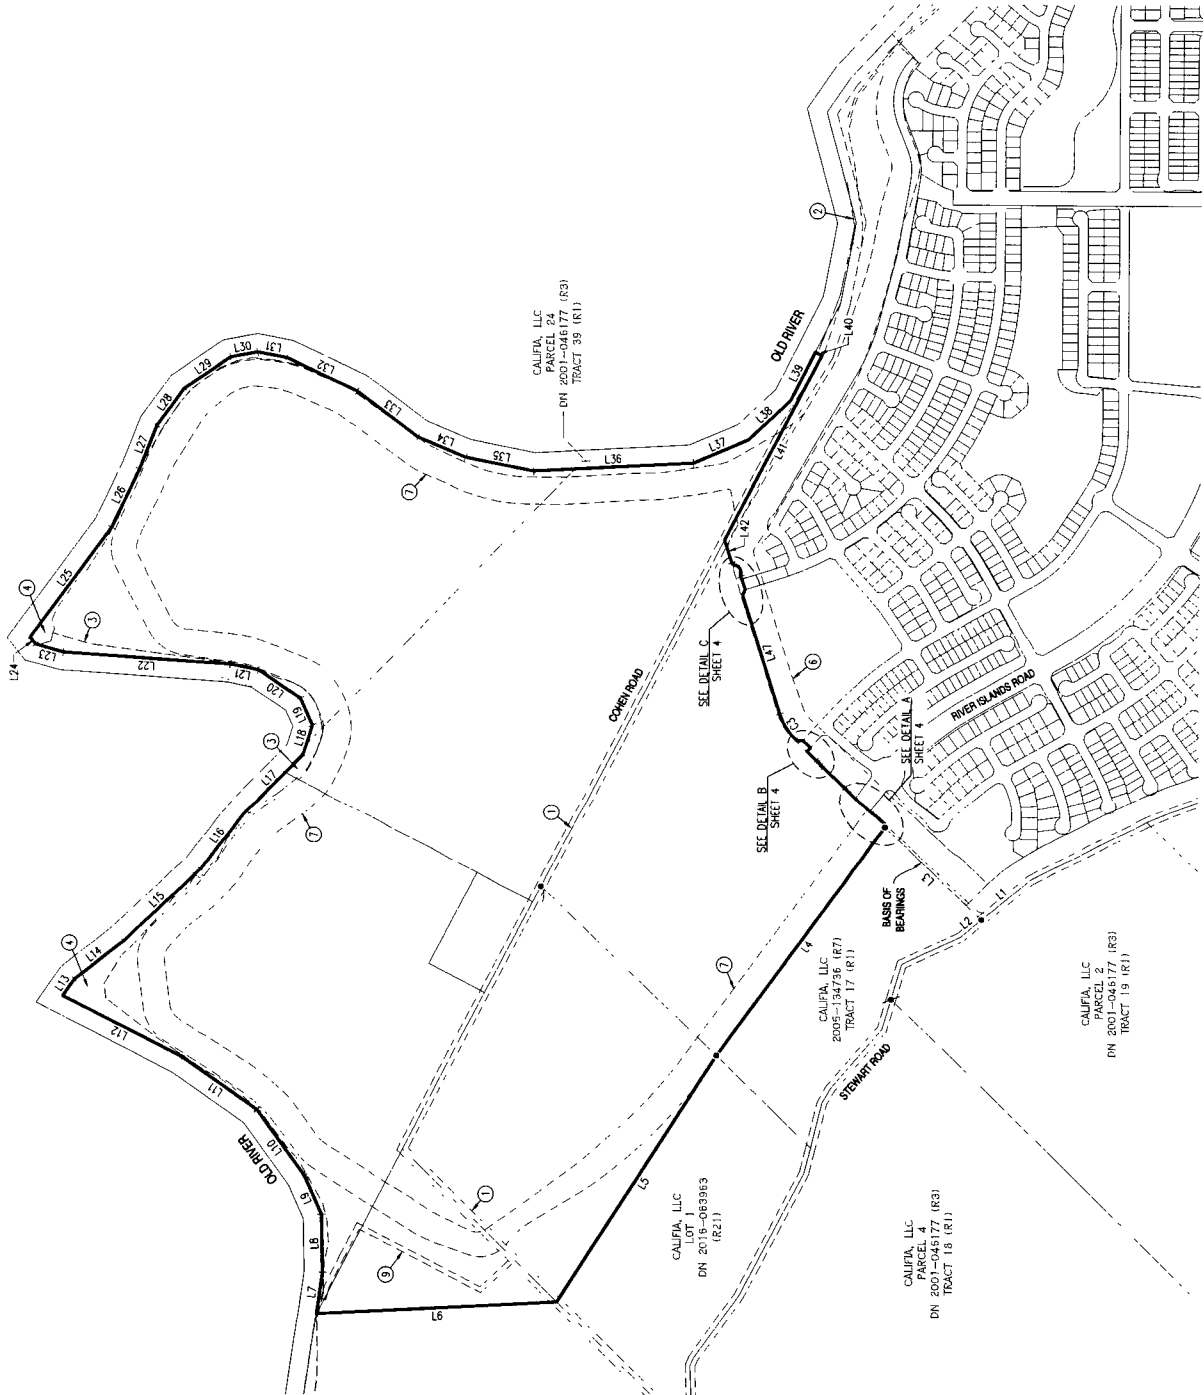 L24
L23
4
3
L25
L26
L27
L28
L29
L30
L31
L32
L33
L34
L35
L36
L37
L38
L39
L40
L41
L42
L22
L21
L20
L19
L18
3
L17
7
7
L16
L15
L14
L13
4
L12
L11
L10
L9
L8
L7
OLD RIVER
CALIFIA, LLC
PARCEL 24
DN 2001-046177 (R3)
TRACT 39 (R1)
OLD RIVER
2
COHEN ROAD
1
SEE DETAIL C
SHEET 4
L47
6
C3
SEE DETAIL B
SHEET 4
SEE DETAIL A
SHEET 4
RIVER ISLANDS ROAD
BASIS OF
BEARINGS
L3
L2
L1
L4
7
L5
L6
9
1
CALIFIA, LLC
2005-134736 (R7)
TRACT 17 (R1)
STEWART ROAD
CALIFIA, LLC
LOT 1
DN 2016-063963
(R21)
CALIFIA, LLC
PARCEL 4
DN 2001-046177 (R3)
TRACT 18 (R1)
CALIFIA, LLC
PARCEL 2
DN 2001-046177 (R3)
TRACT 19 (R1)